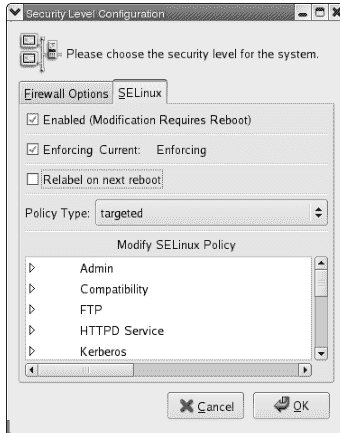 Security Level Configuration
Please choose the security level for the system.
Firewall Options SELinux
Enabled (Modification Requires Reboot)
Enforcing Current: Enforcing
Relabel on next reboot
Policy Type: targeted
Modify SELinux Policy
Admin
Compatibility
FTP
HTTPD Service
Kerberos
Cancel OK